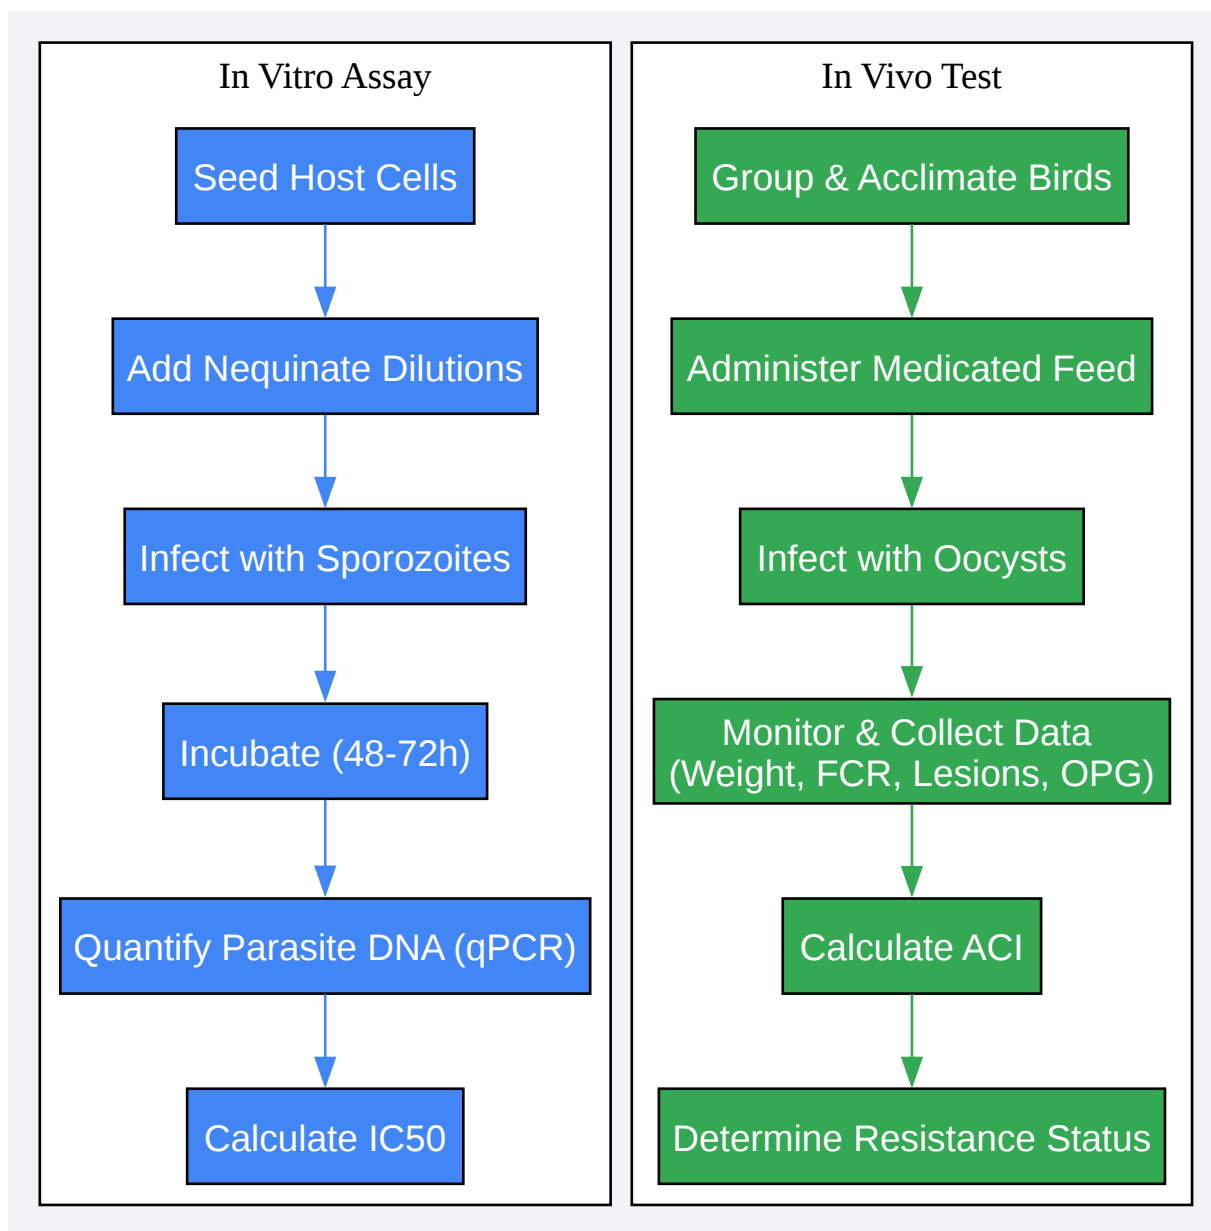 In Vitro Assay
Seed Host Cells
Add Nequinate Dilutions
Infect with Sporozoites
Incubate (48-72h)
Quantify Parasite DNA (qPCR)
Calculate IC50
In Vivo Test
Group & Acclimate Birds
Administer Medicated Feed
Infect with Oocysts
Monitor & Collect Data
(Weight, FCR, Lesions, OPG)
Calculate ACI
Determine Resistance Status